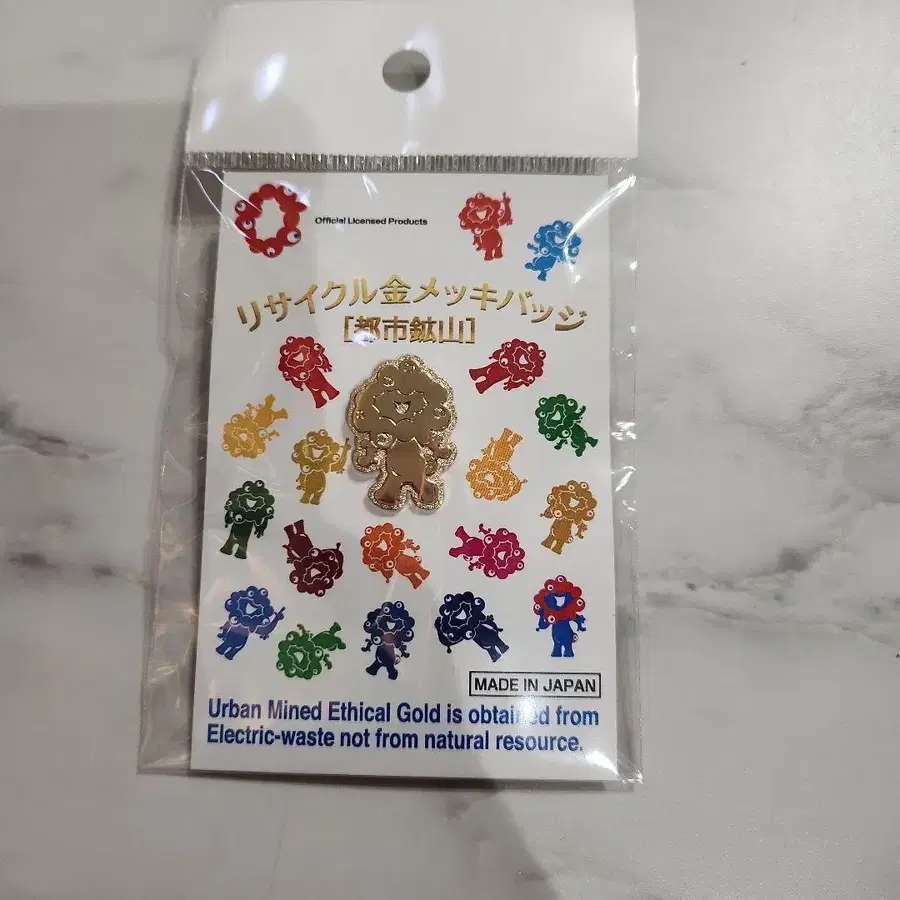 Official Licensed Products
リサイクル金メッキバッジ
[都市鉱山]
MADE IN JAPAN
Urban Mined Ethical Gold is obtained from
Electric-waste not from natural resource.